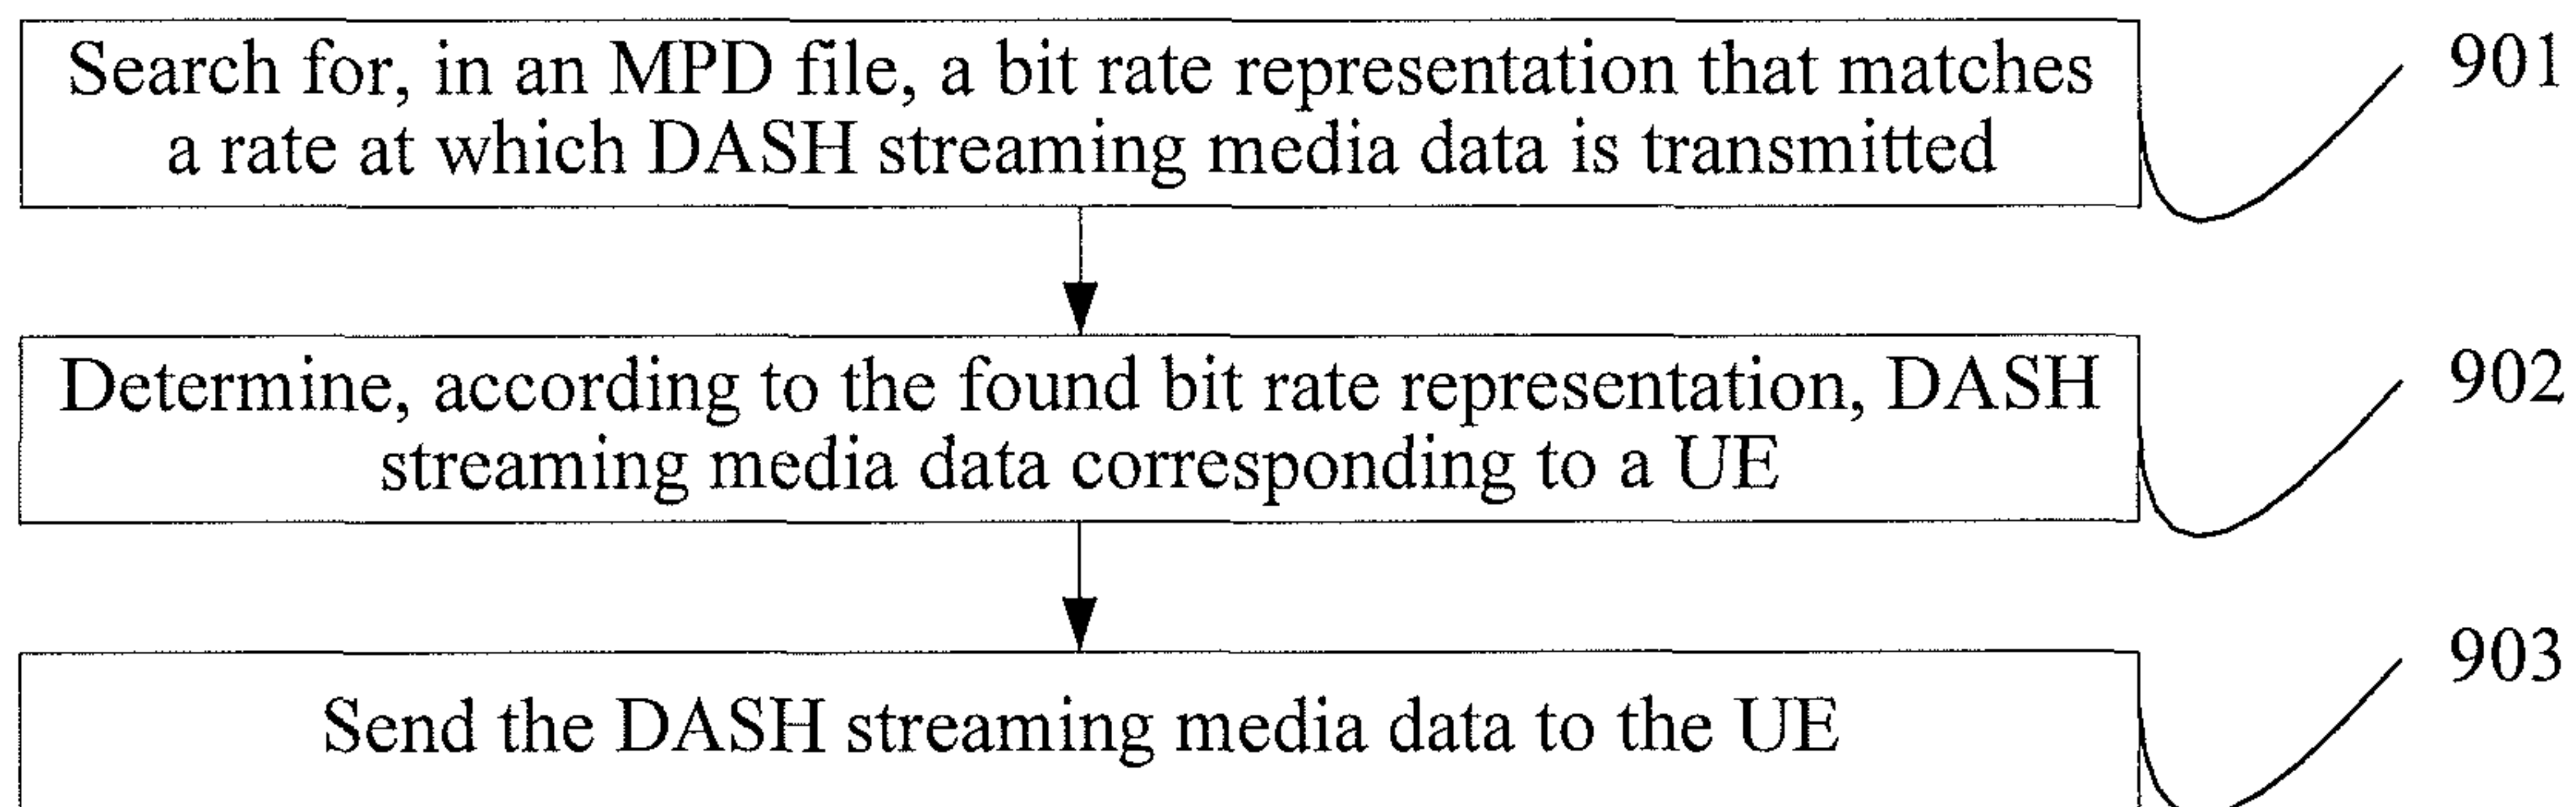 Search for, in an MPD file, a bit rate representation that matches
a rate at which DASH streaming media data is transmitted
901
Determine, according to the found bit rate representation, DASH
streaming media data corresponding to a UE
902
Send the DASH streaming media data to the UE
903